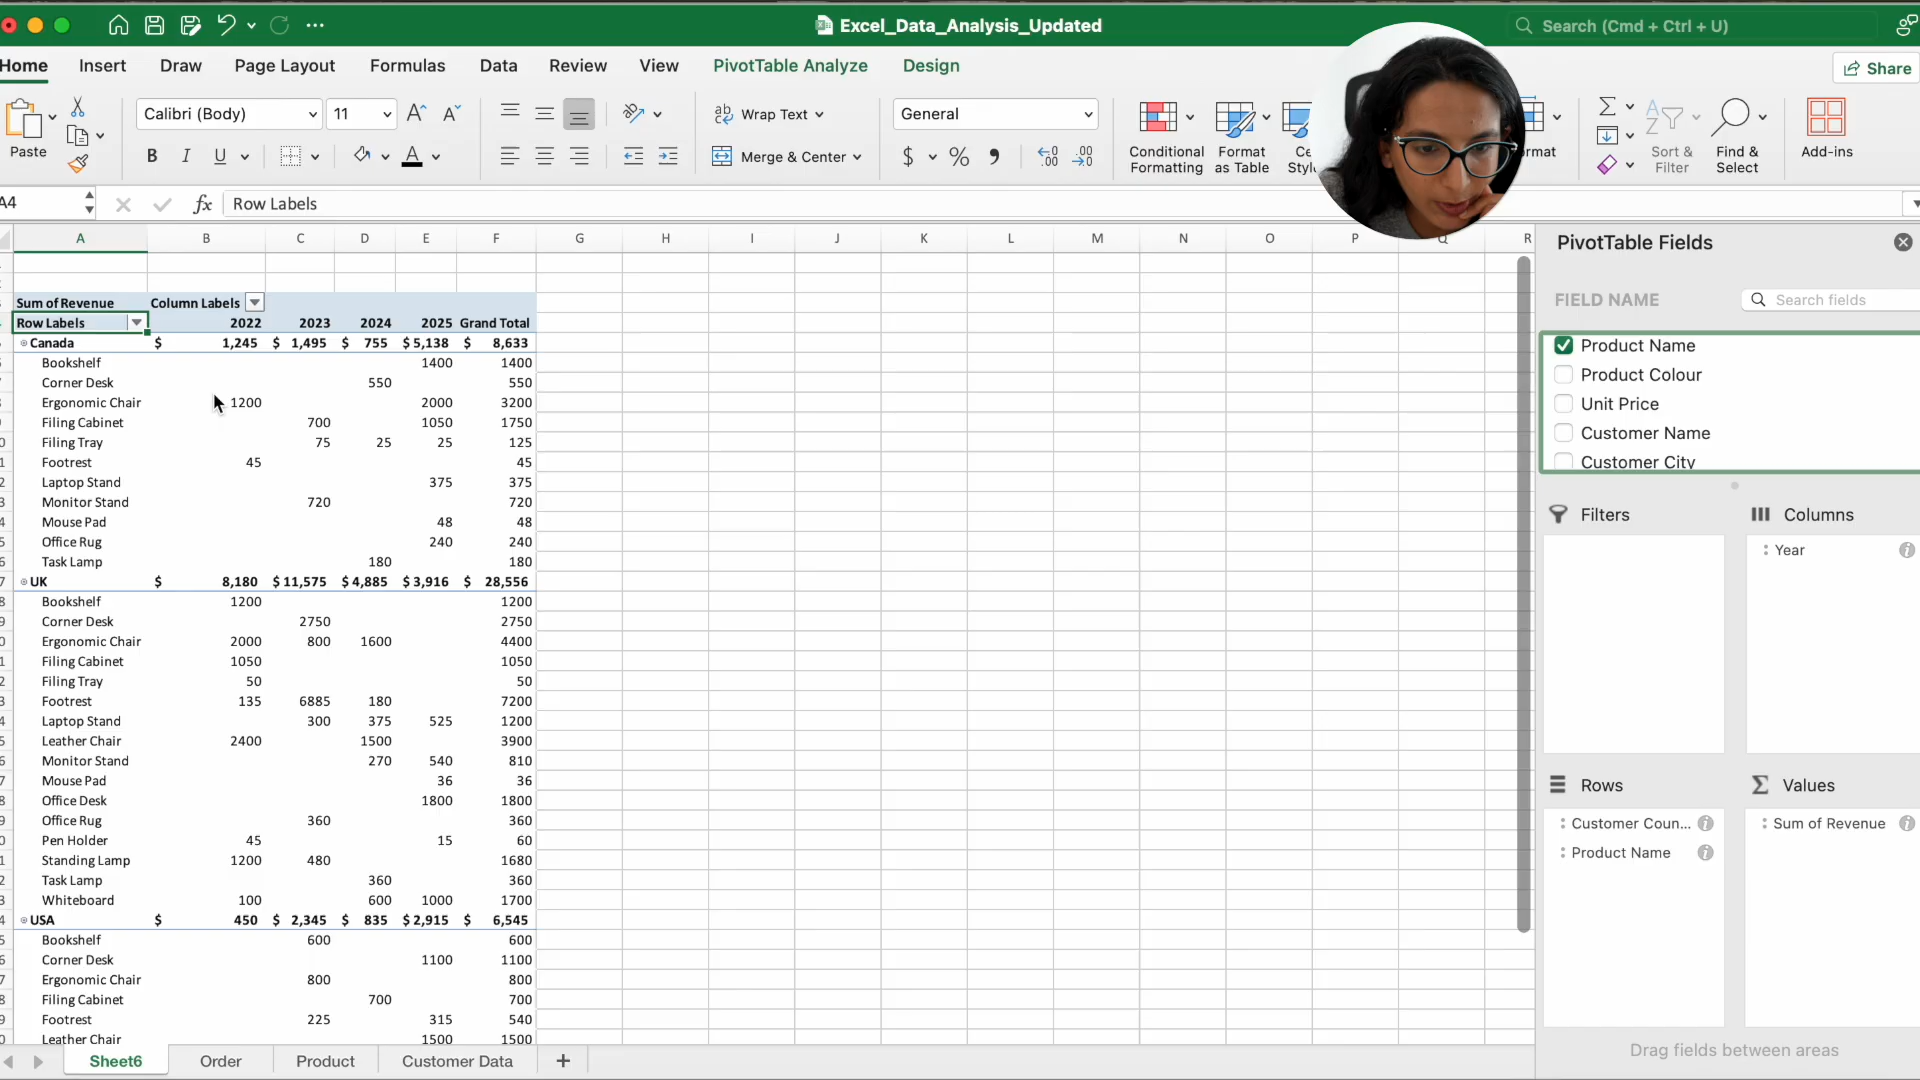 Excel_Data_Analysis_Updated
Search (Cmd + Ctrl + U)
Home Insert Draw Page Layout Formulas Data Review View PivotTable Analyze Design
Share
Paste
Calibri (Body) 11
B I U
Wrap Text
Merge & Center
General
Conditional Formatting
Format as Table
Sort & Filter
Find & Select
Add-ins
A4 fx Row Labels
A B C D E F G H I J K L M N O P Q R
Sum of Revenue Column Labels
Row Labels 2022 2023 2024 2025 Grand Total
Canada $ 1,245 $ 1,495 $ 755 $ 5,138 $ 8,633
Bookshelf 1400 1400
Corner Desk 550 550
Ergonomic Chair 1200 2000 3200
Filing Cabinet 700 1050 1750
Filing Tray 75 25 25 125
Footrest 45 45
Laptop Stand 375 375
Monitor Stand 720 720
Mouse Pad 48 48
Office Rug 240 240
Task Lamp 180 180
UK $ 8,180 $ 11,575 $ 4,885 $ 3,916 $ 28,556
Bookshelf 1200 1200
Corner Desk 2750 2750
Ergonomic Chair 2000 800 1600 4400
Filing Cabinet 1050 1050
Filing Tray 50 50
Footrest 135 6885 180 7200
Laptop Stand 300 375 525 1200
Leather Chair 2400 1500 3900
Monitor Stand 270 540 810
Mouse Pad 36 36
Office Desk 1800 1800
Office Rug 360 360
Pen Holder 45 15 60
Standing Lamp 1200 480 1680
Task Lamp 360 360
Whiteboard 100 600 1000 1700
USA $ 450 $ 2,345 $ 835 $ 2,915 $ 6,545
Bookshelf 600 600
Corner Desk 1100 1100
Ergonomic Chair 800 800
Filing Cabinet 700 700
Footrest 225 315 540
Leather Chair 1500 1500
Sheet6 Order Product Customer Data
PivotTable Fields
FIELD NAME Search fields
Product Name
Product Colour
Unit Price
Customer Name
Customer City
Filters
Columns
Year
Rows
Customer Coun...
Product Name
Values
Sum of Revenue
Drag fields between areas